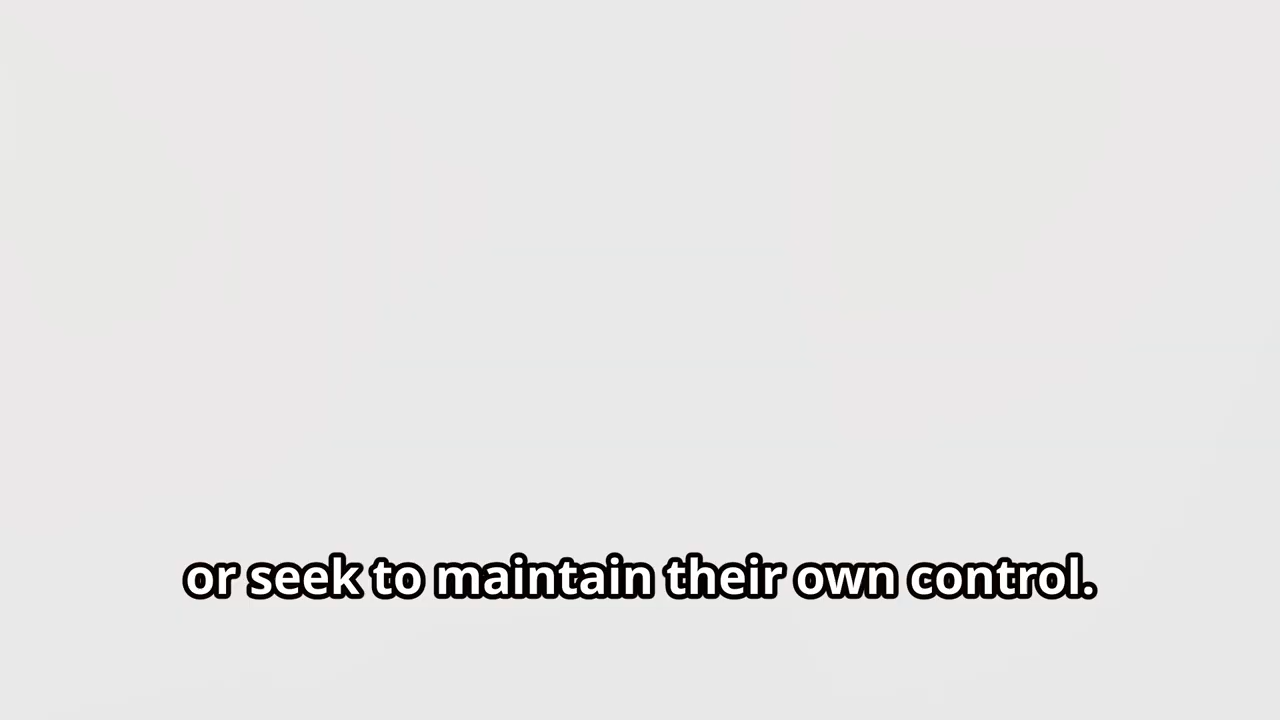 or seek to maintain their own control.